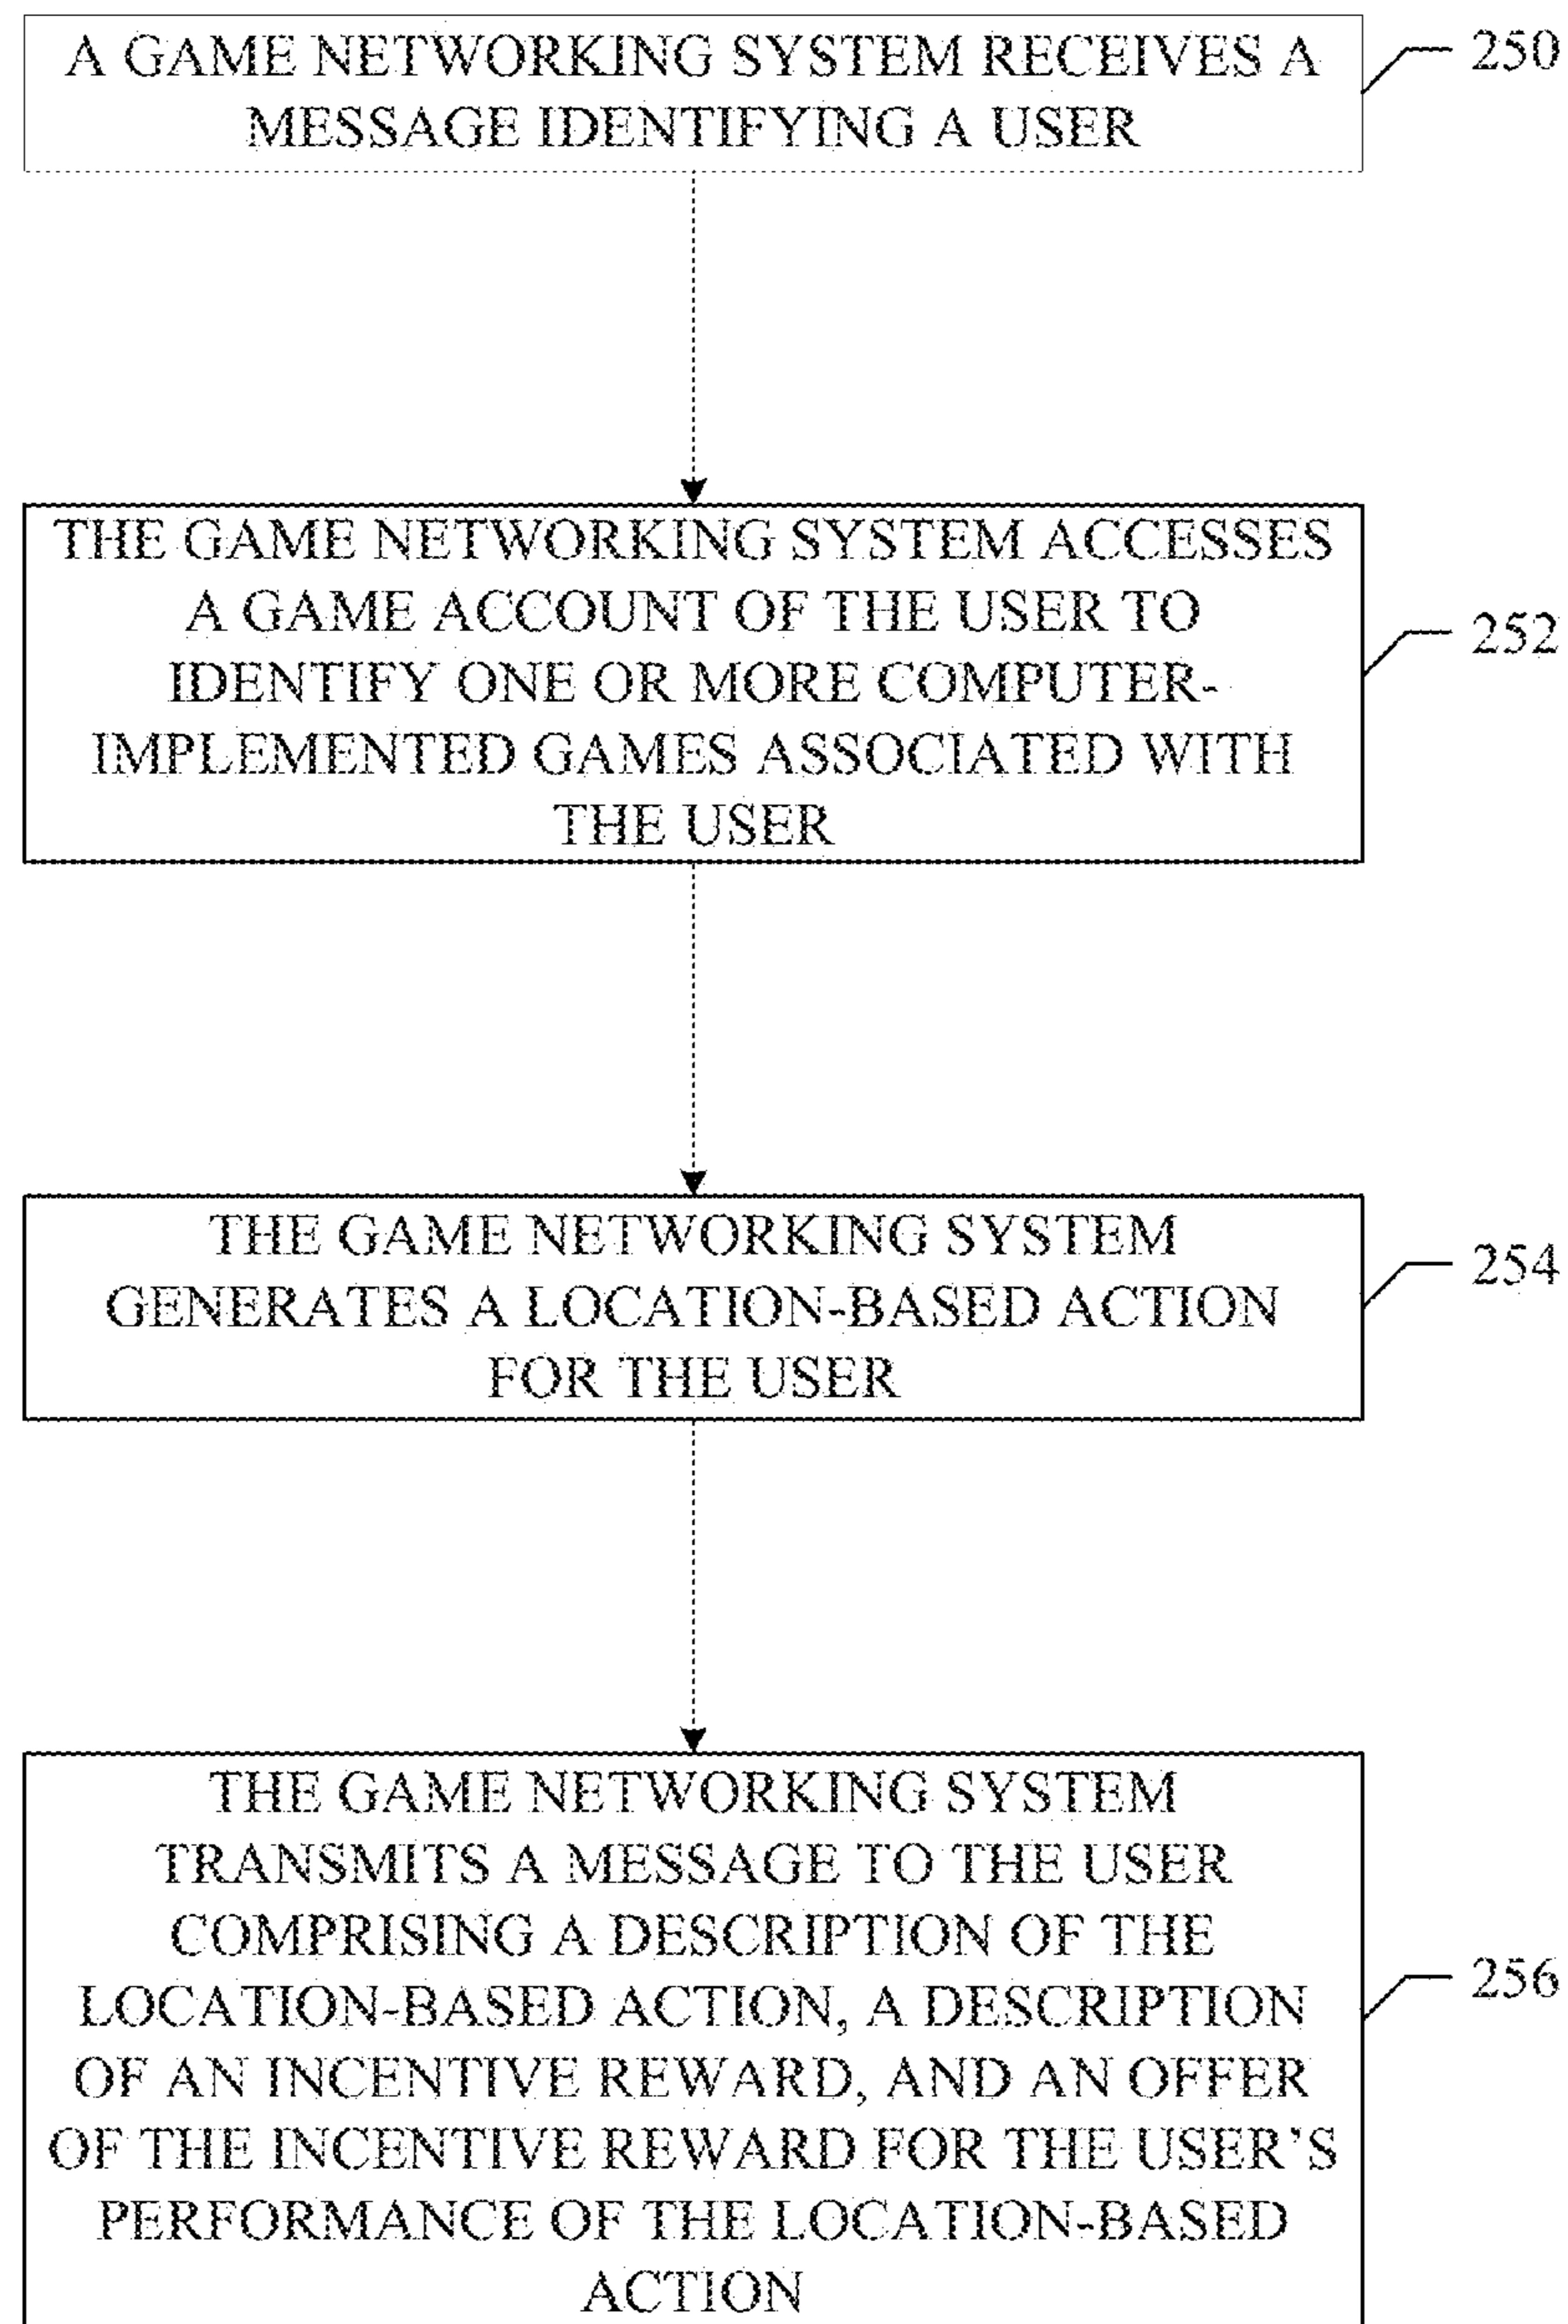 A GAME NETWORKING SYSTEM RECEIVES A
MESSAGE IDENTIFYING A USER
250
THE GAME NETWORKING SYSTEM ACCESSES
A GAME ACCOUNT OF THE USER TO
IDENTIFY ONE OR MORE COMPUTER-
IMPLEMENTED GAMES ASSOCIATED WITH
THE USER
252
THE GAME NETWORKING SYSTEM
GENERATES A LOCATION-BASED ACTION
FOR THE USER
254
THE GAME NETWORKING SYSTEM
TRANSMITS A MESSAGE TO THE USER
COMPRISING A DESCRIPTION OF THE
LOCATION-BASED ACTION, A DESCRIPTION
OF AN INCENTIVE REWARD, AND AN OFFER
OF THE INCENTIVE REWARD FOR THE USER’S
PERFORMANCE OF THE LOCATION-BASED
ACTION
256